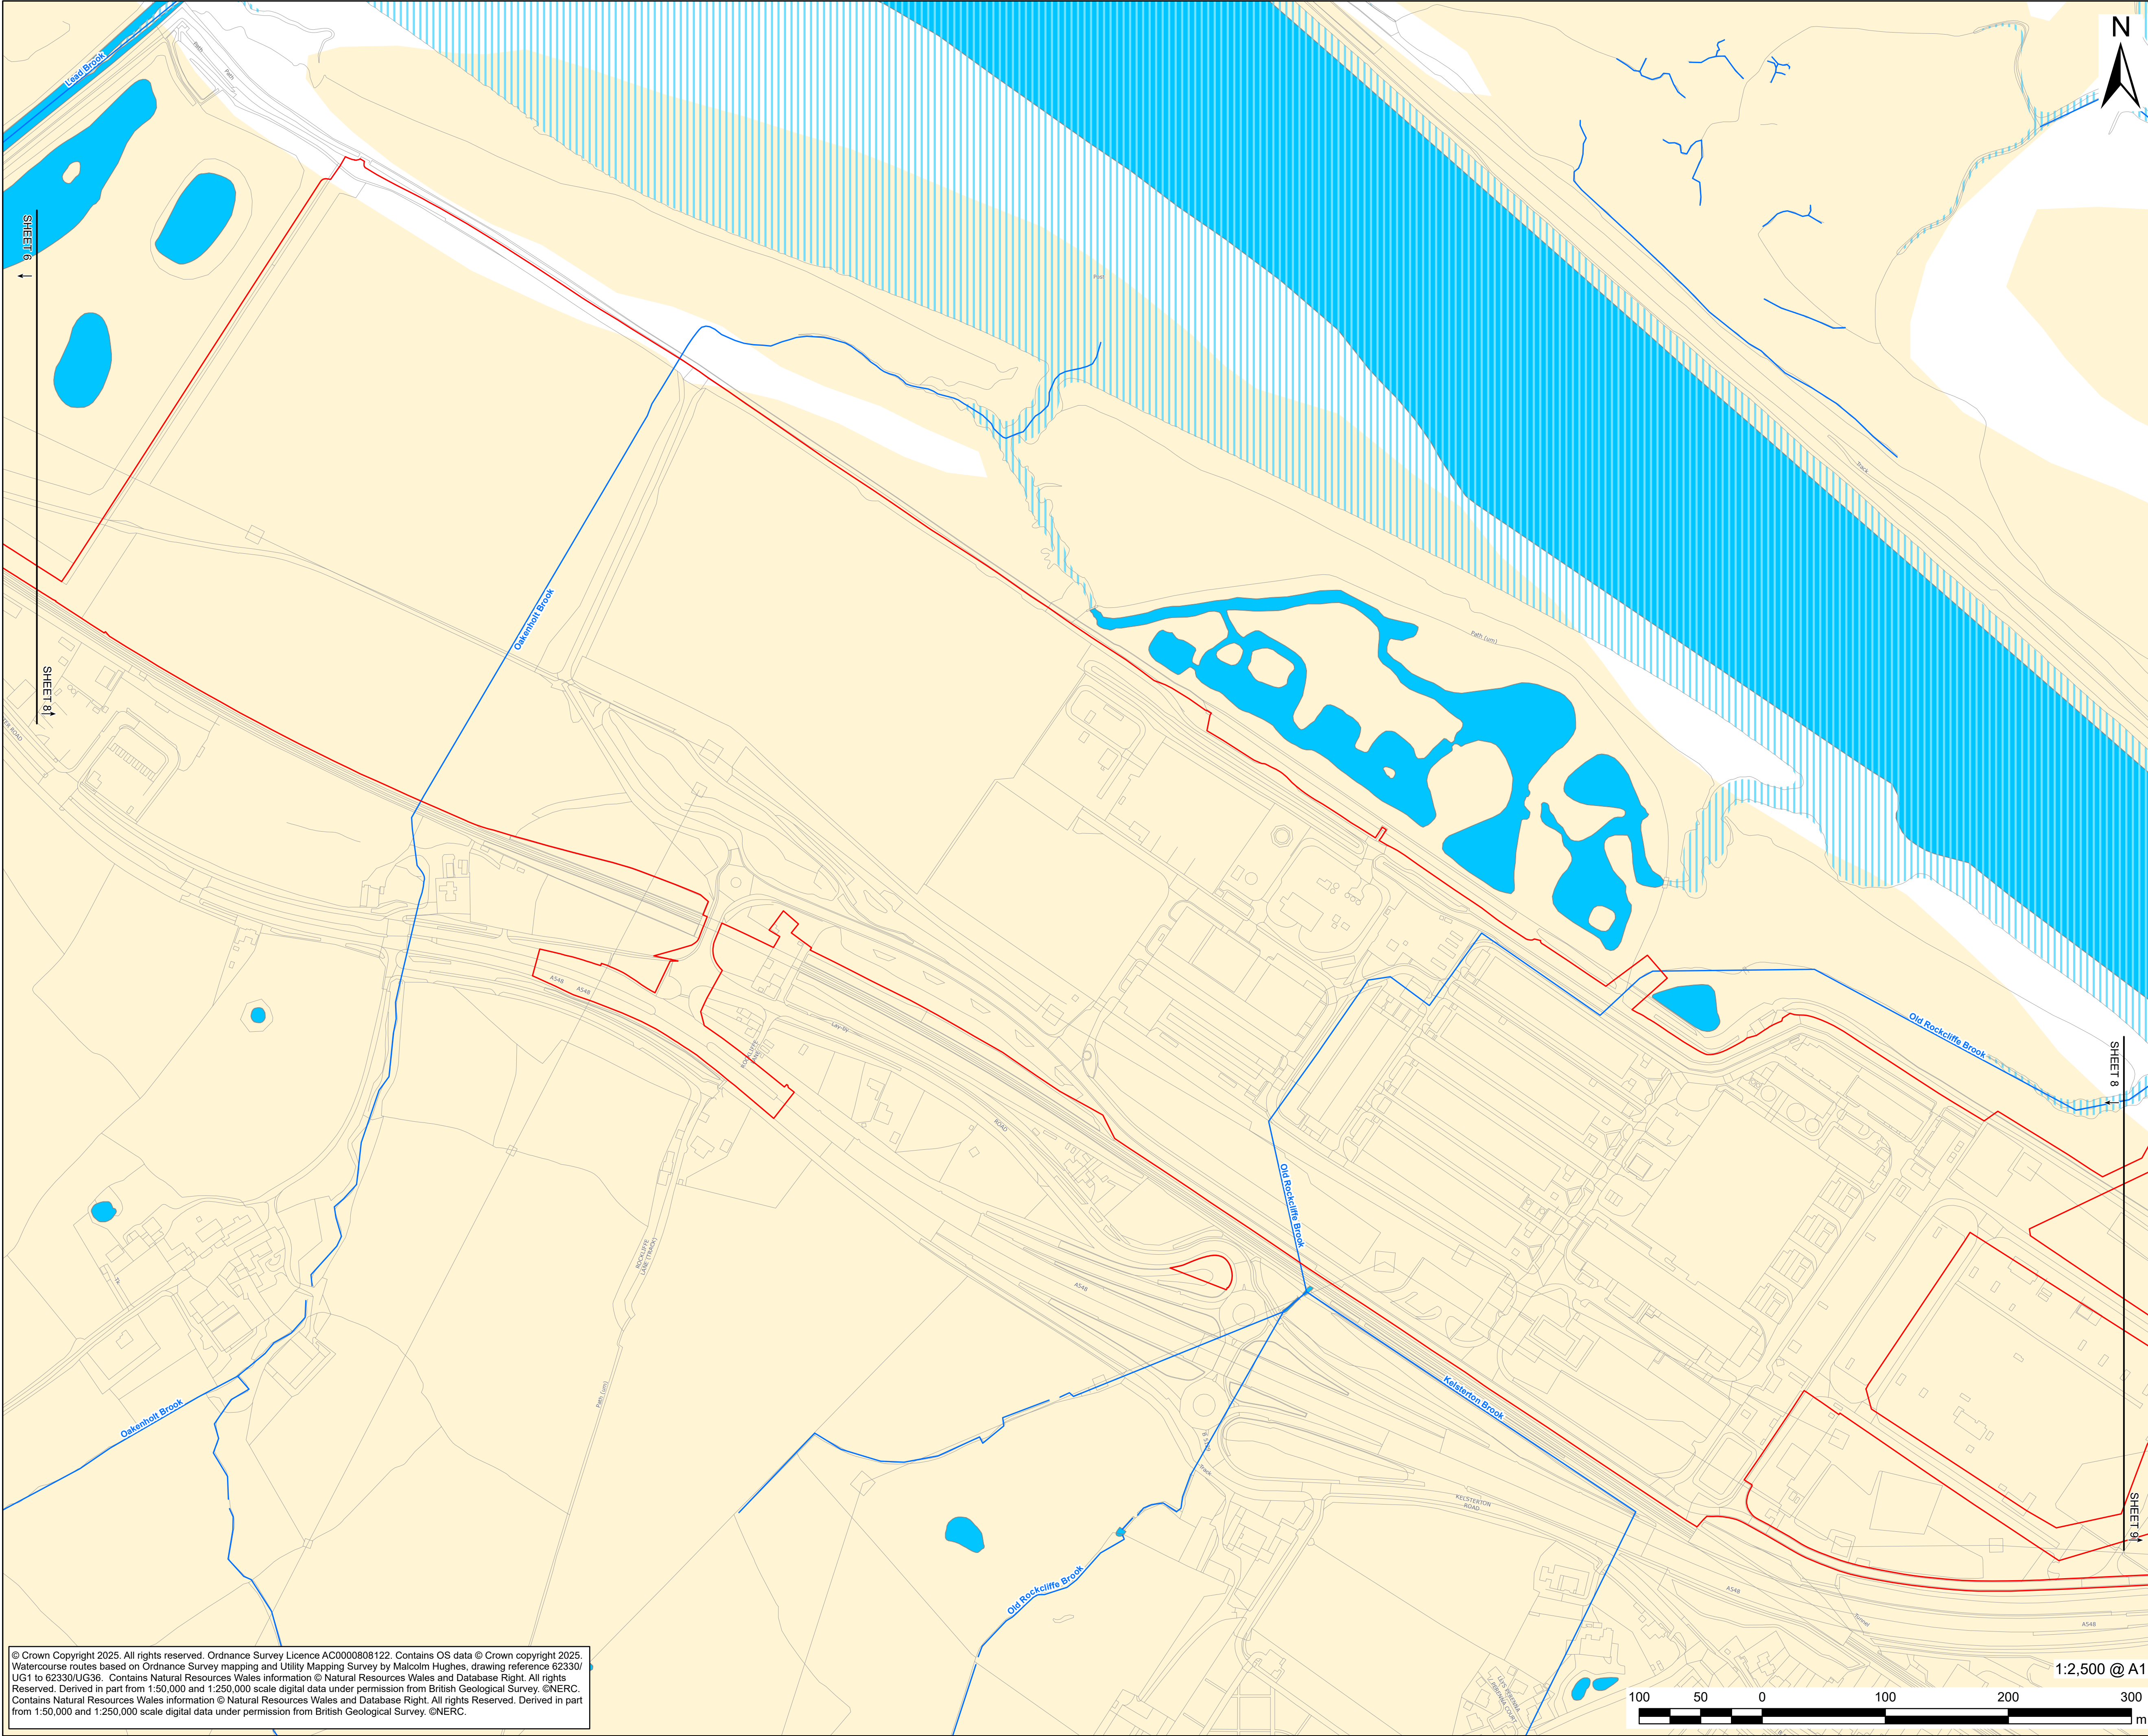 N
Lead Brook
Path
Path
SHEET 6
SHEET 8
Post
Track
Path (um)
Oakenholt Brook
A548
A548
Lay-by
ROAD
Old Rockcliffe Brook
SHEET 8
Old Rockcliffe Brook
ROCKLIFFE
LANE (TRACK)
A548
Kelsterton Brook
Path (um)
Oakenholt Brook
Track
KELSTERTON
ROAD
SHEET 9
Old Rockcliffe Brook
A548
Tunnel
A548
© Crown Copyright 2025. All rights reserved. Ordnance Survey Licence AC0000808122. Contains OS data © Crown copyright 2025.
Watercourse routes based on Ordnance Survey mapping and Utility Mapping Survey by Malcolm Hughes, drawing reference 62330/
UG1 to 62330/UG36. Contains Natural Resources Wales information © Natural Resources Wales and Database Right. All rights
Reserved. Derived in part from 1:50,000 and 1:250,000 scale digital data under permission from British Geological Survey. ©NERC.
Contains Natural Resources Wales information © Natural Resources Wales and Database Right. All rights Reserved. Derived in part
from 1:50,000 and 1:250,000 scale digital data under permission from British Geological Survey. ©NERC.
1:2,500 @ A1
100 50 0 100 200 300
m